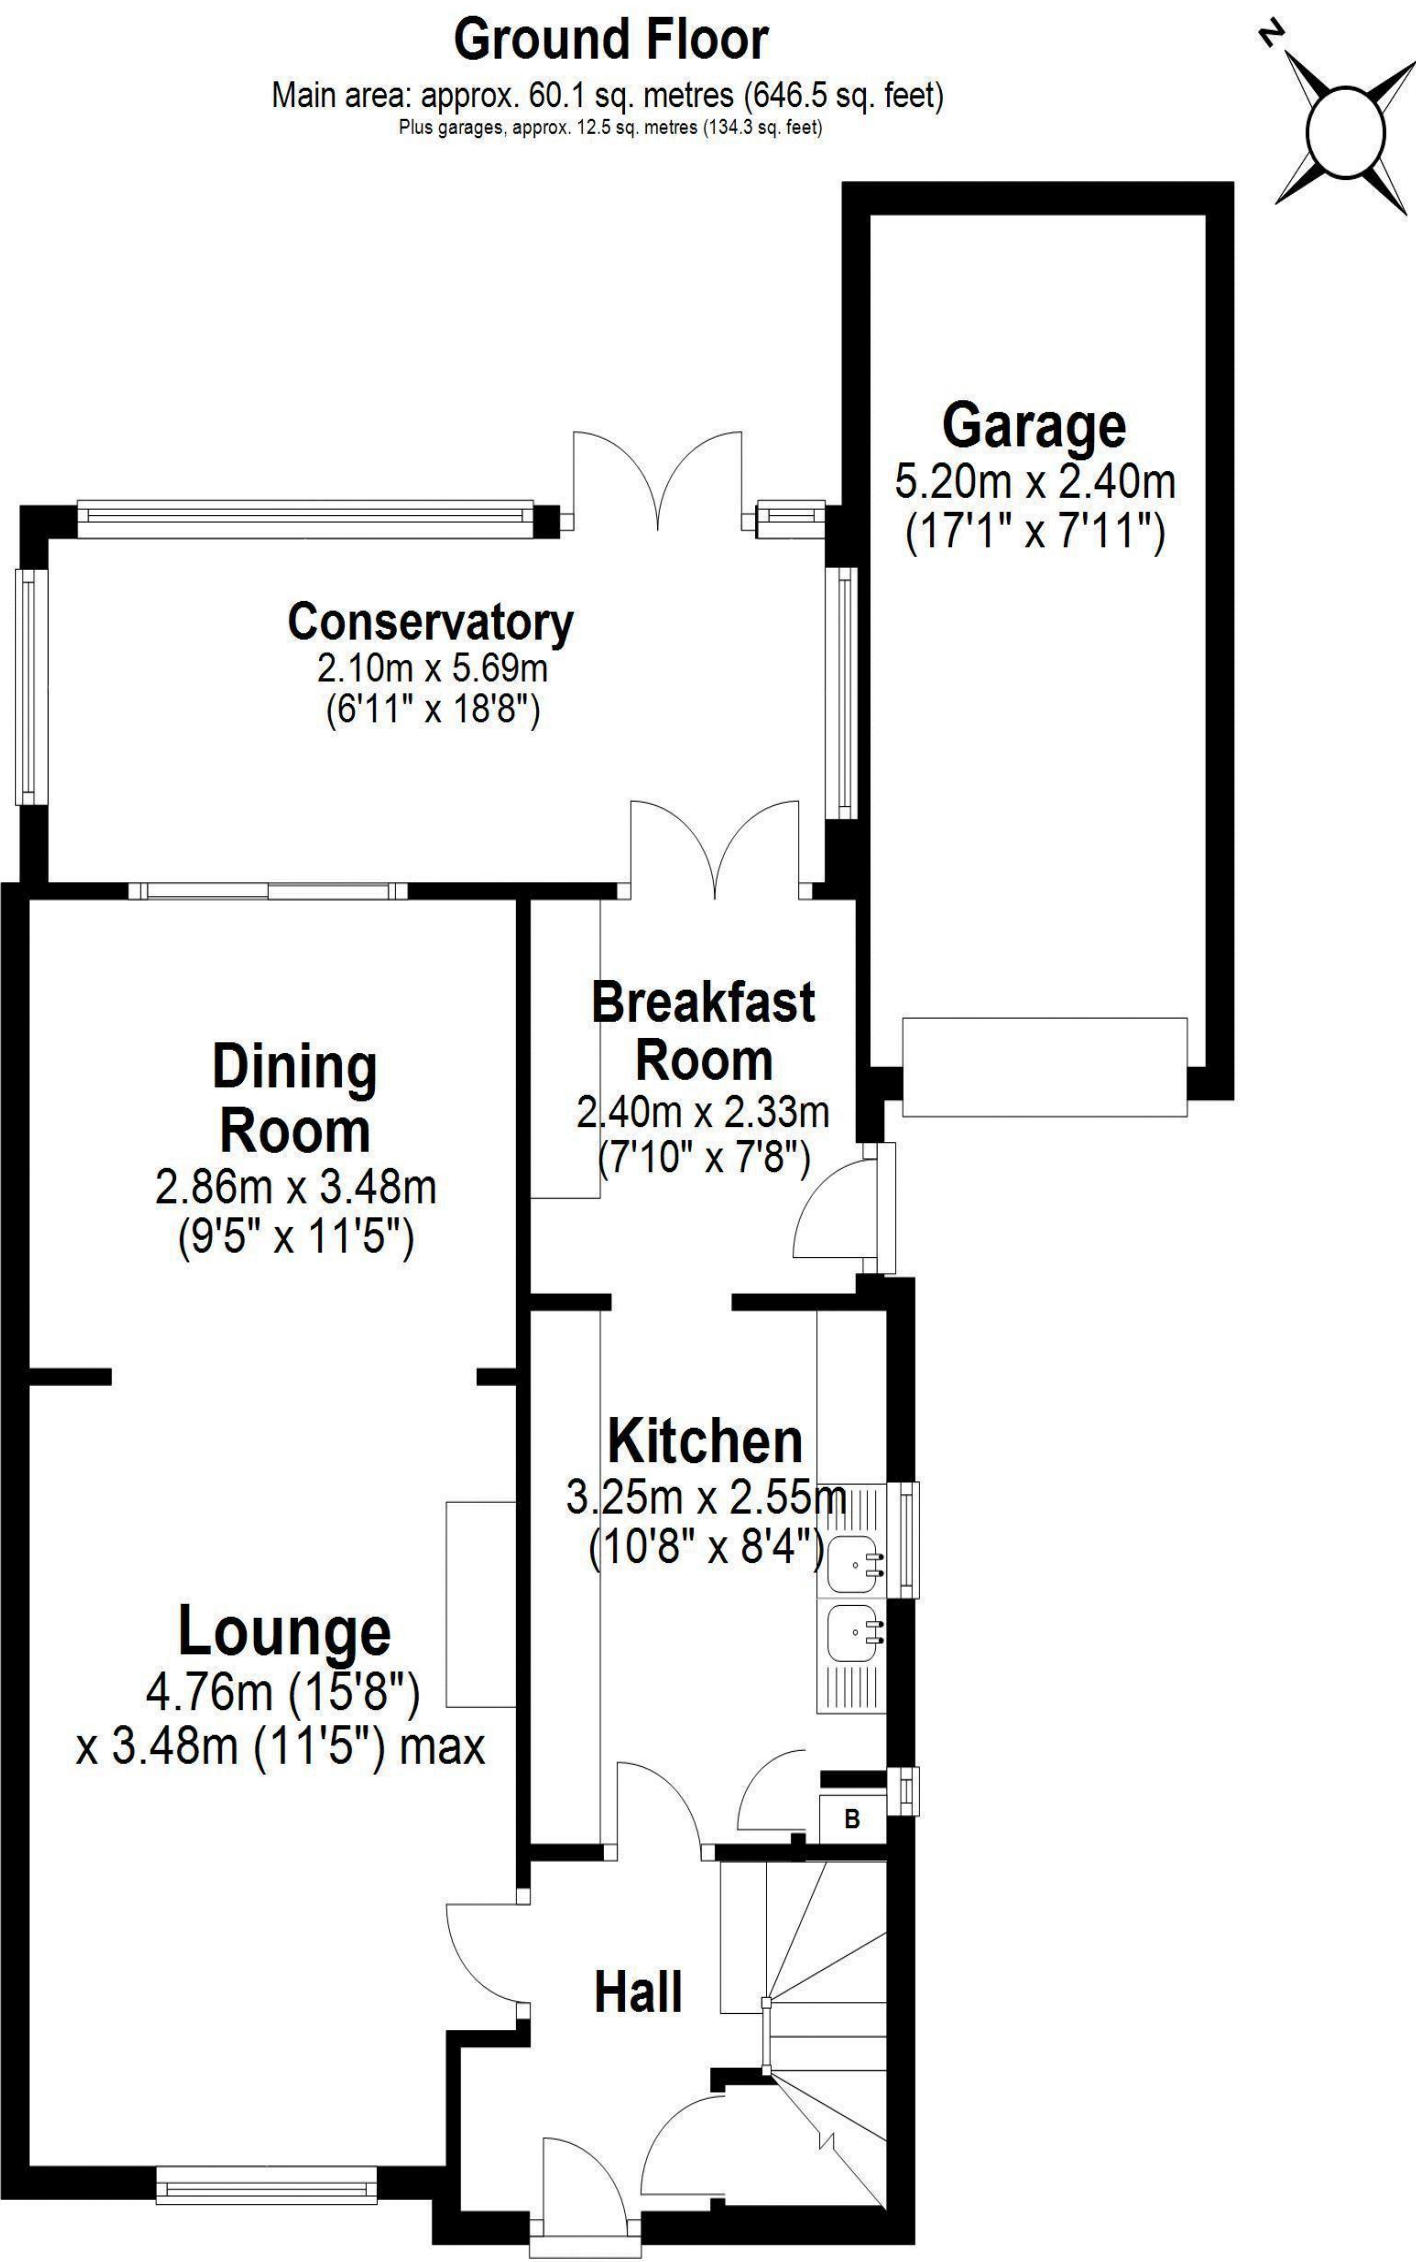 Ground Floor
Main area: approx. 60.1 sq. metres (646.5 sq. feet)
Plus garages, approx. 12.5 sq. metres (134.3 sq. feet)
N
Garage
5.20m x 2.40m
(17'1" x 7'11")
Conservatory
2.10m x 5.69m
(6'11" x 18'8")
Breakfast
Room
2.40m x 2.33m
(7'10" x 7'8")
Dining
Room
2.86m x 3.48m
(9'5" x 11'5")
Kitchen
3.25m x 2.55m
(10'8" x 8'4")
Lounge
4.76m (15'8")
x 3.48m (11'5") max
B
Hall